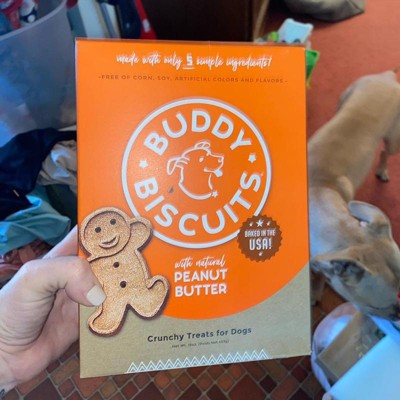 made with only 5 simple ingredients!
- FREE OF CORN, SOY, ARTIFICIAL COLORS AND FLAVORS -
BUDDY
BISCUITS
BAKED IN THE
USA!
with natural
PEANUT
BUTTER
Crunchy Treats for Dogs